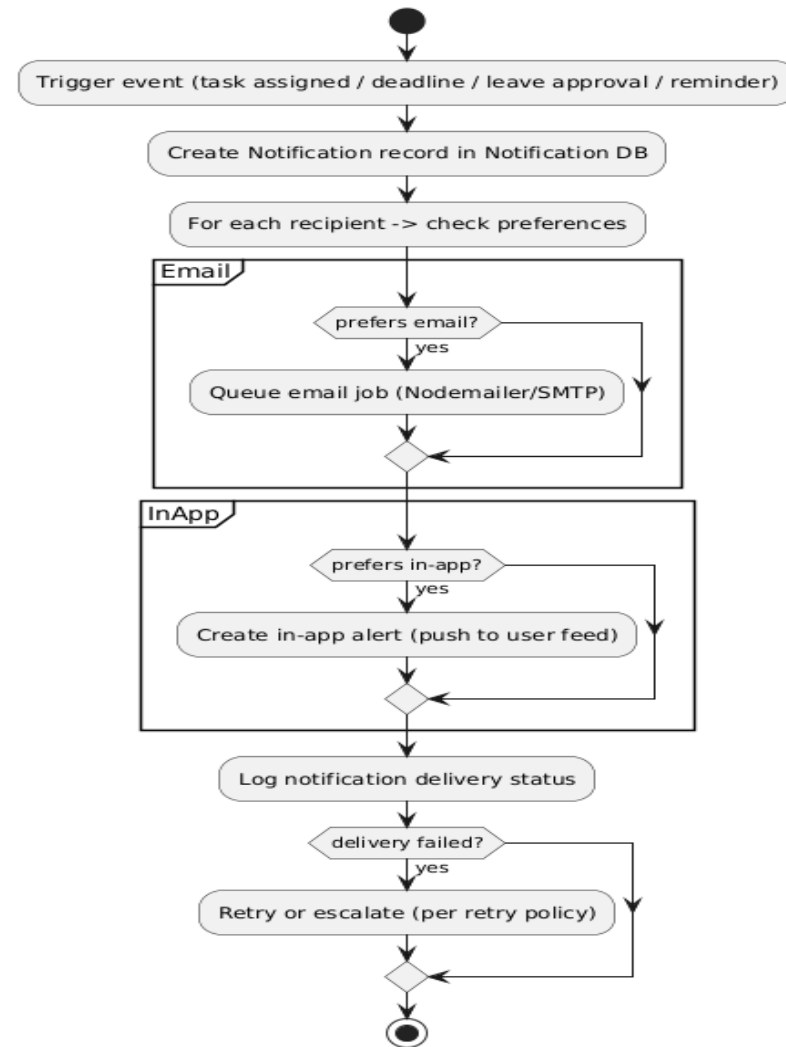 Trigger event (task assigned / deadline / leave approval / reminder)
Create Notification record in Notification DB
For each recipient -> check preferences
Email
prefers email?
yes
Queue email job (Nodemailer/SMTP)
InApp
prefers in-app?
yes
Create in-app alert (push to user feed)
Log notification delivery status
delivery failed?
yes
Retry or escalate (per retry policy)